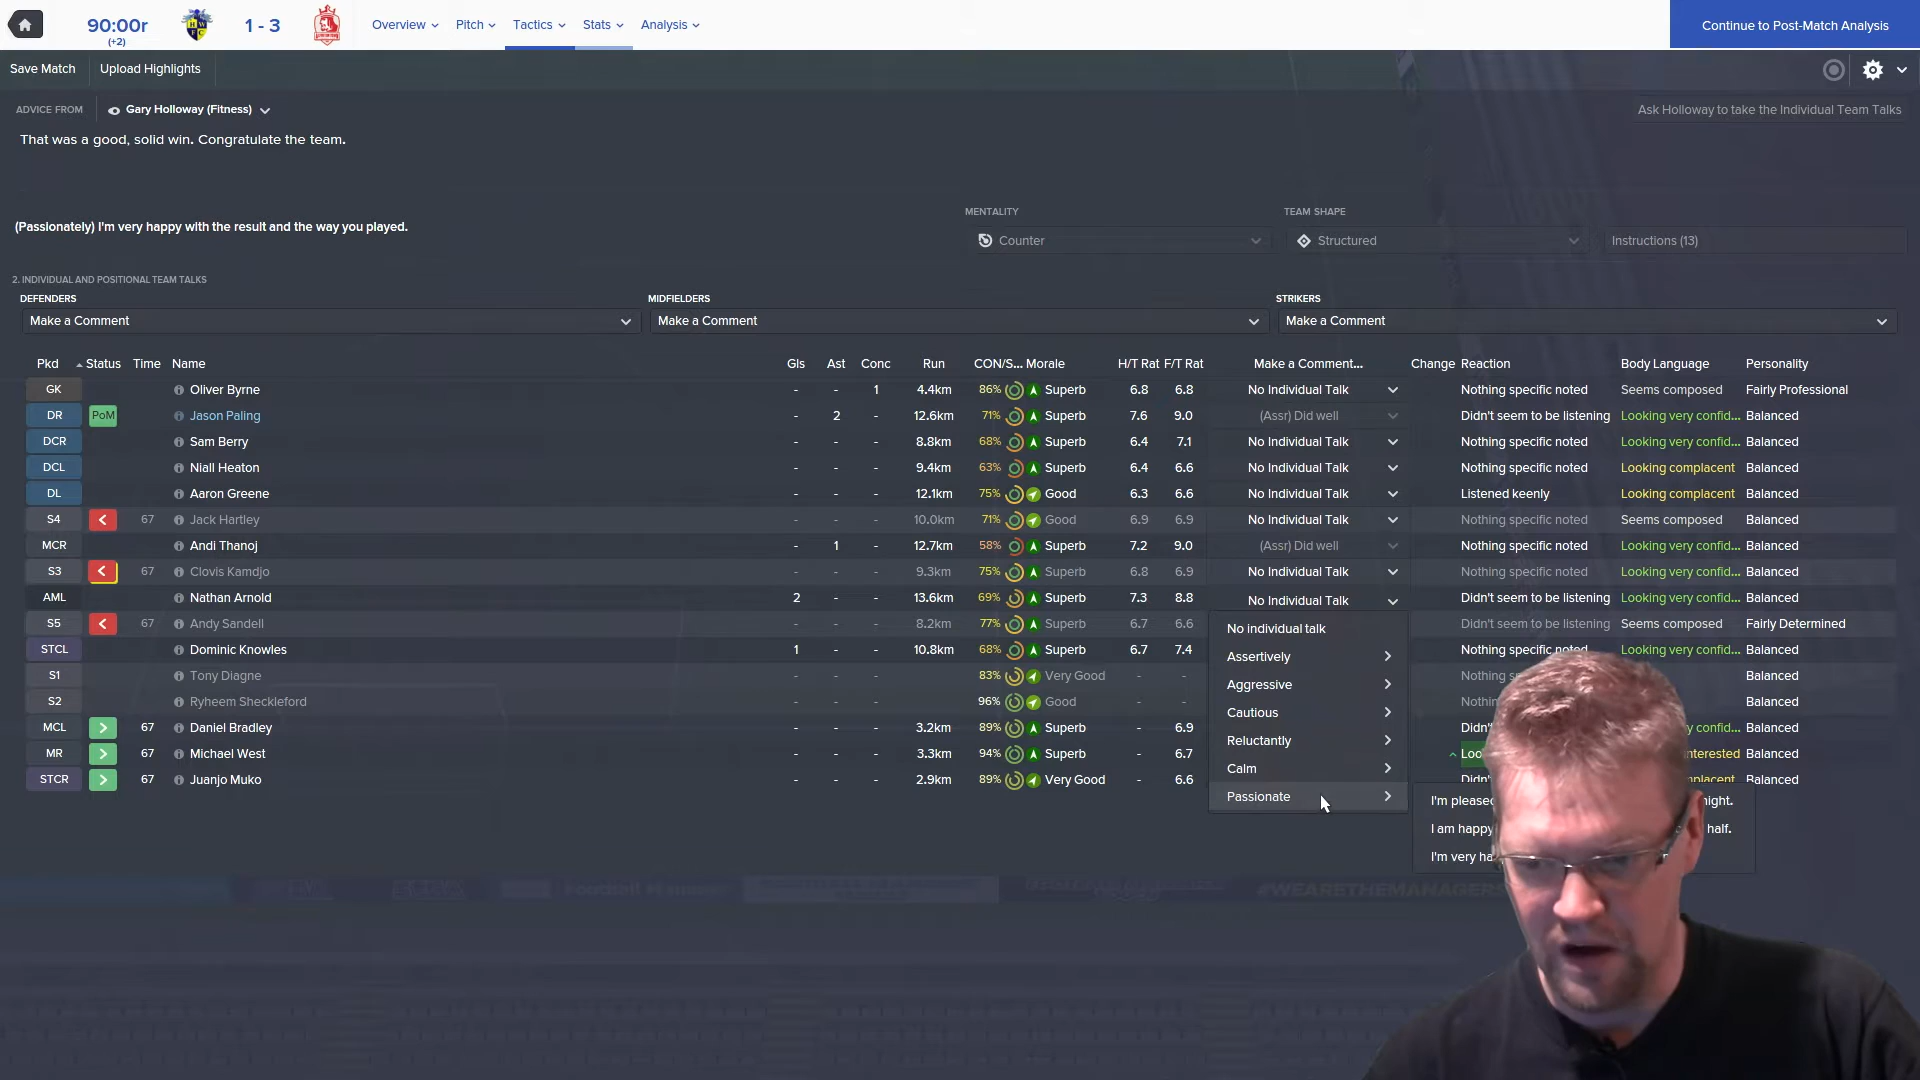 90:00r
(+2)
1 - 3
Overview
Pitch
Tactics
Stats
Analysis
Continue to Post-Match Analysis
Save Match
Upload Highlights
ADVICE FROM
Gary Holloway (Fitness)
Ask Holloway to take the Individual Team Talks
That was a good, solid win. Congratulate the team.
(Passionately) I'm very happy with the result and the way you played.
MENTALITY
TEAM SHAPE
Counter
Structured
Instructions (13)
2. INDIVIDUAL AND POSITIONAL TEAM TALKS
DEFENDERS
MIDFIELDERS
STRIKERS
Make a Comment
Make a Comment
Make a Comment
Pkd Status Time Name Gls Ast Conc Run CON/S... Morale H/T Rat F/T Rat Make a Comment... Change Reaction Body Language Personality
GK Oliver Byrne - - 1 4.4km 86% Superb 6.8 6.8 No Individual Talk Nothing specific noted Seems composed Fairly Professional
DR PoM Jason Paling - 2 - 12.6km 71% Superb 7.6 9.0 (Assr) Did well Didn't seem to be listening Looking very confid... Balanced
DCR Sam Berry - - - 8.8km 68% Superb 6.4 7.1 No Individual Talk Nothing specific noted Looking very confid... Balanced
DCL Niall Heaton - - - 9.4km 63% Superb 6.4 6.6 No Individual Talk Nothing specific noted Looking complacent Balanced
DL Aaron Greene - - - 12.1km 75% Good 6.3 6.6 No Individual Talk Listened keenly Looking complacent Balanced
S4 67 Jack Hartley - - - 10.0km 71% Good 6.9 6.9 No Individual Talk Nothing specific noted Seems composed Balanced
MCR Andi Thanoj - 1 - 12.7km 58% Superb 7.2 9.0 (Assr) Did well Nothing specific noted Looking very confid... Balanced
S3 67 Clovis Kamdjo - - - 9.3km 75% Superb 6.8 6.9 No Individual Talk Nothing specific noted Looking very confid... Balanced
AML Nathan Arnold 2 - - 13.6km 69% Superb 7.3 8.8 No Individual Talk Didn't seem to be listening Looking very confid... Balanced
S5 67 Andy Sandell - - - 8.2km 77% Superb 6.7 6.6 Didn't seem to be listening Seems composed Fairly Determined
STCL Dominic Knowles 1 - - 10.8km 68% Superb 6.7 7.4 Nothing specific noted Looking very confid... Balanced
S1 Tony Diagne 83% Very Good - - Nothing Balanced
S2 Ryheem Sheckleford 96% Good - - Balanced
MCL 67 Daniel Bradley - - - 3.2km 89% Superb - 6.9 confid... Balanced
MR 67 Michael West - - - 3.3km 94% Superb - 6.7 Balanced
STCR 67 Juanjo Muko - - - 2.9km 89% Very Good - 6.6 Balanced
No individual talk
Assertively
Aggressive
Cautious
Reluctantly
Calm
Passionate
I'm pleased
I am happy half.
I'm very
#WEARETHEMANAGERS